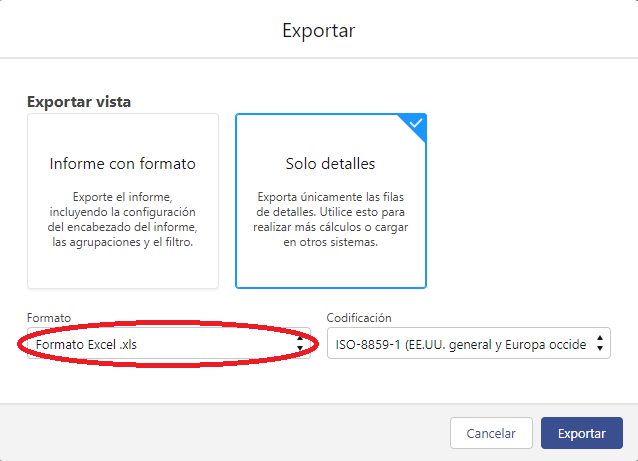 Exportar
Exportar vista
Informe con formato
Exporte el informe,
incluyendo la configuración
del encabezado del informe,
las agrupaciones y el filtro.
Solo detalles
Exporta únicamente las filas
de detalles. Utilice esto para
realizar más cálculos o cargar
en otros sistemas.
Formato
Formato Excel .xls
Codificación
ISO-8859-1 (EE.UU. general y Europa occide
Cancelar
Exportar